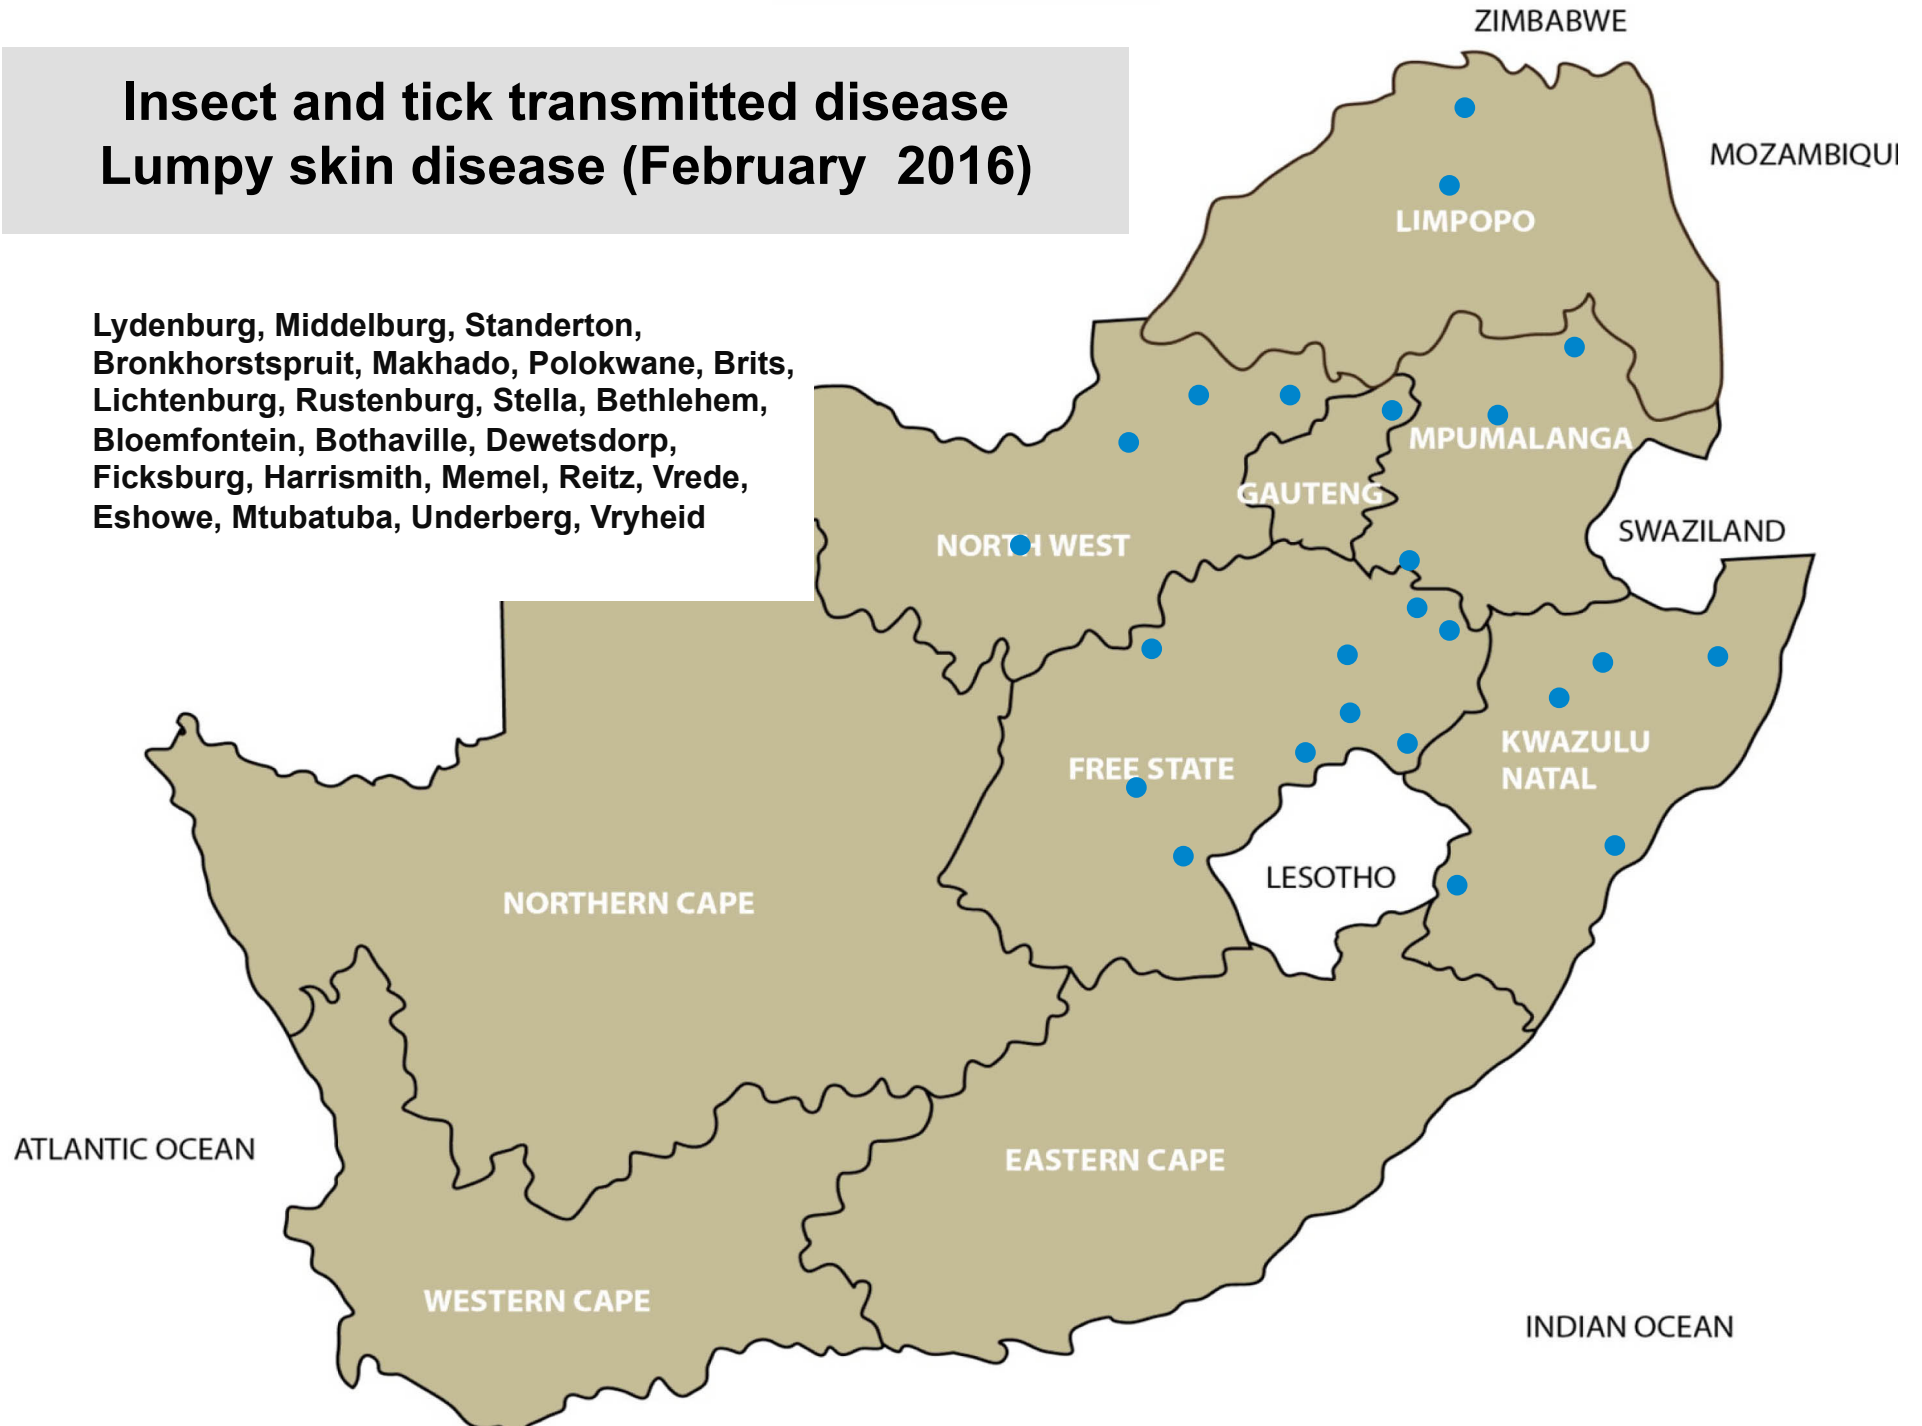 ZIMBABWE
Insect and tick transmitted disease
Lumpy skin disease (February  2016)
MOZAMBIQUI
LIMPOPO
Lydenburg, Middelburg, Standerton,
Bronkhorstspruit, Makhado, Polokwane, Brits,
Lichtenburg, Rustenburg, Stella, Bethlehem,
Bloemfontein, Bothaville, Dewetsdorp,
Ficksburg, Harrismith, Memel, Reitz, Vrede,
Eshowe, Mtubatuba, Underberg, Vryheid
MPUMALANGA
GAUTENG
SWAZILAND
NORTH WEST
KWAZULU
NATAL
FREE STATE
LESOTHO
NORTHERN CAPE
ATLANTIC OCEAN
EASTERN CAPE
WESTERN CAPE
INDIAN OCEAN